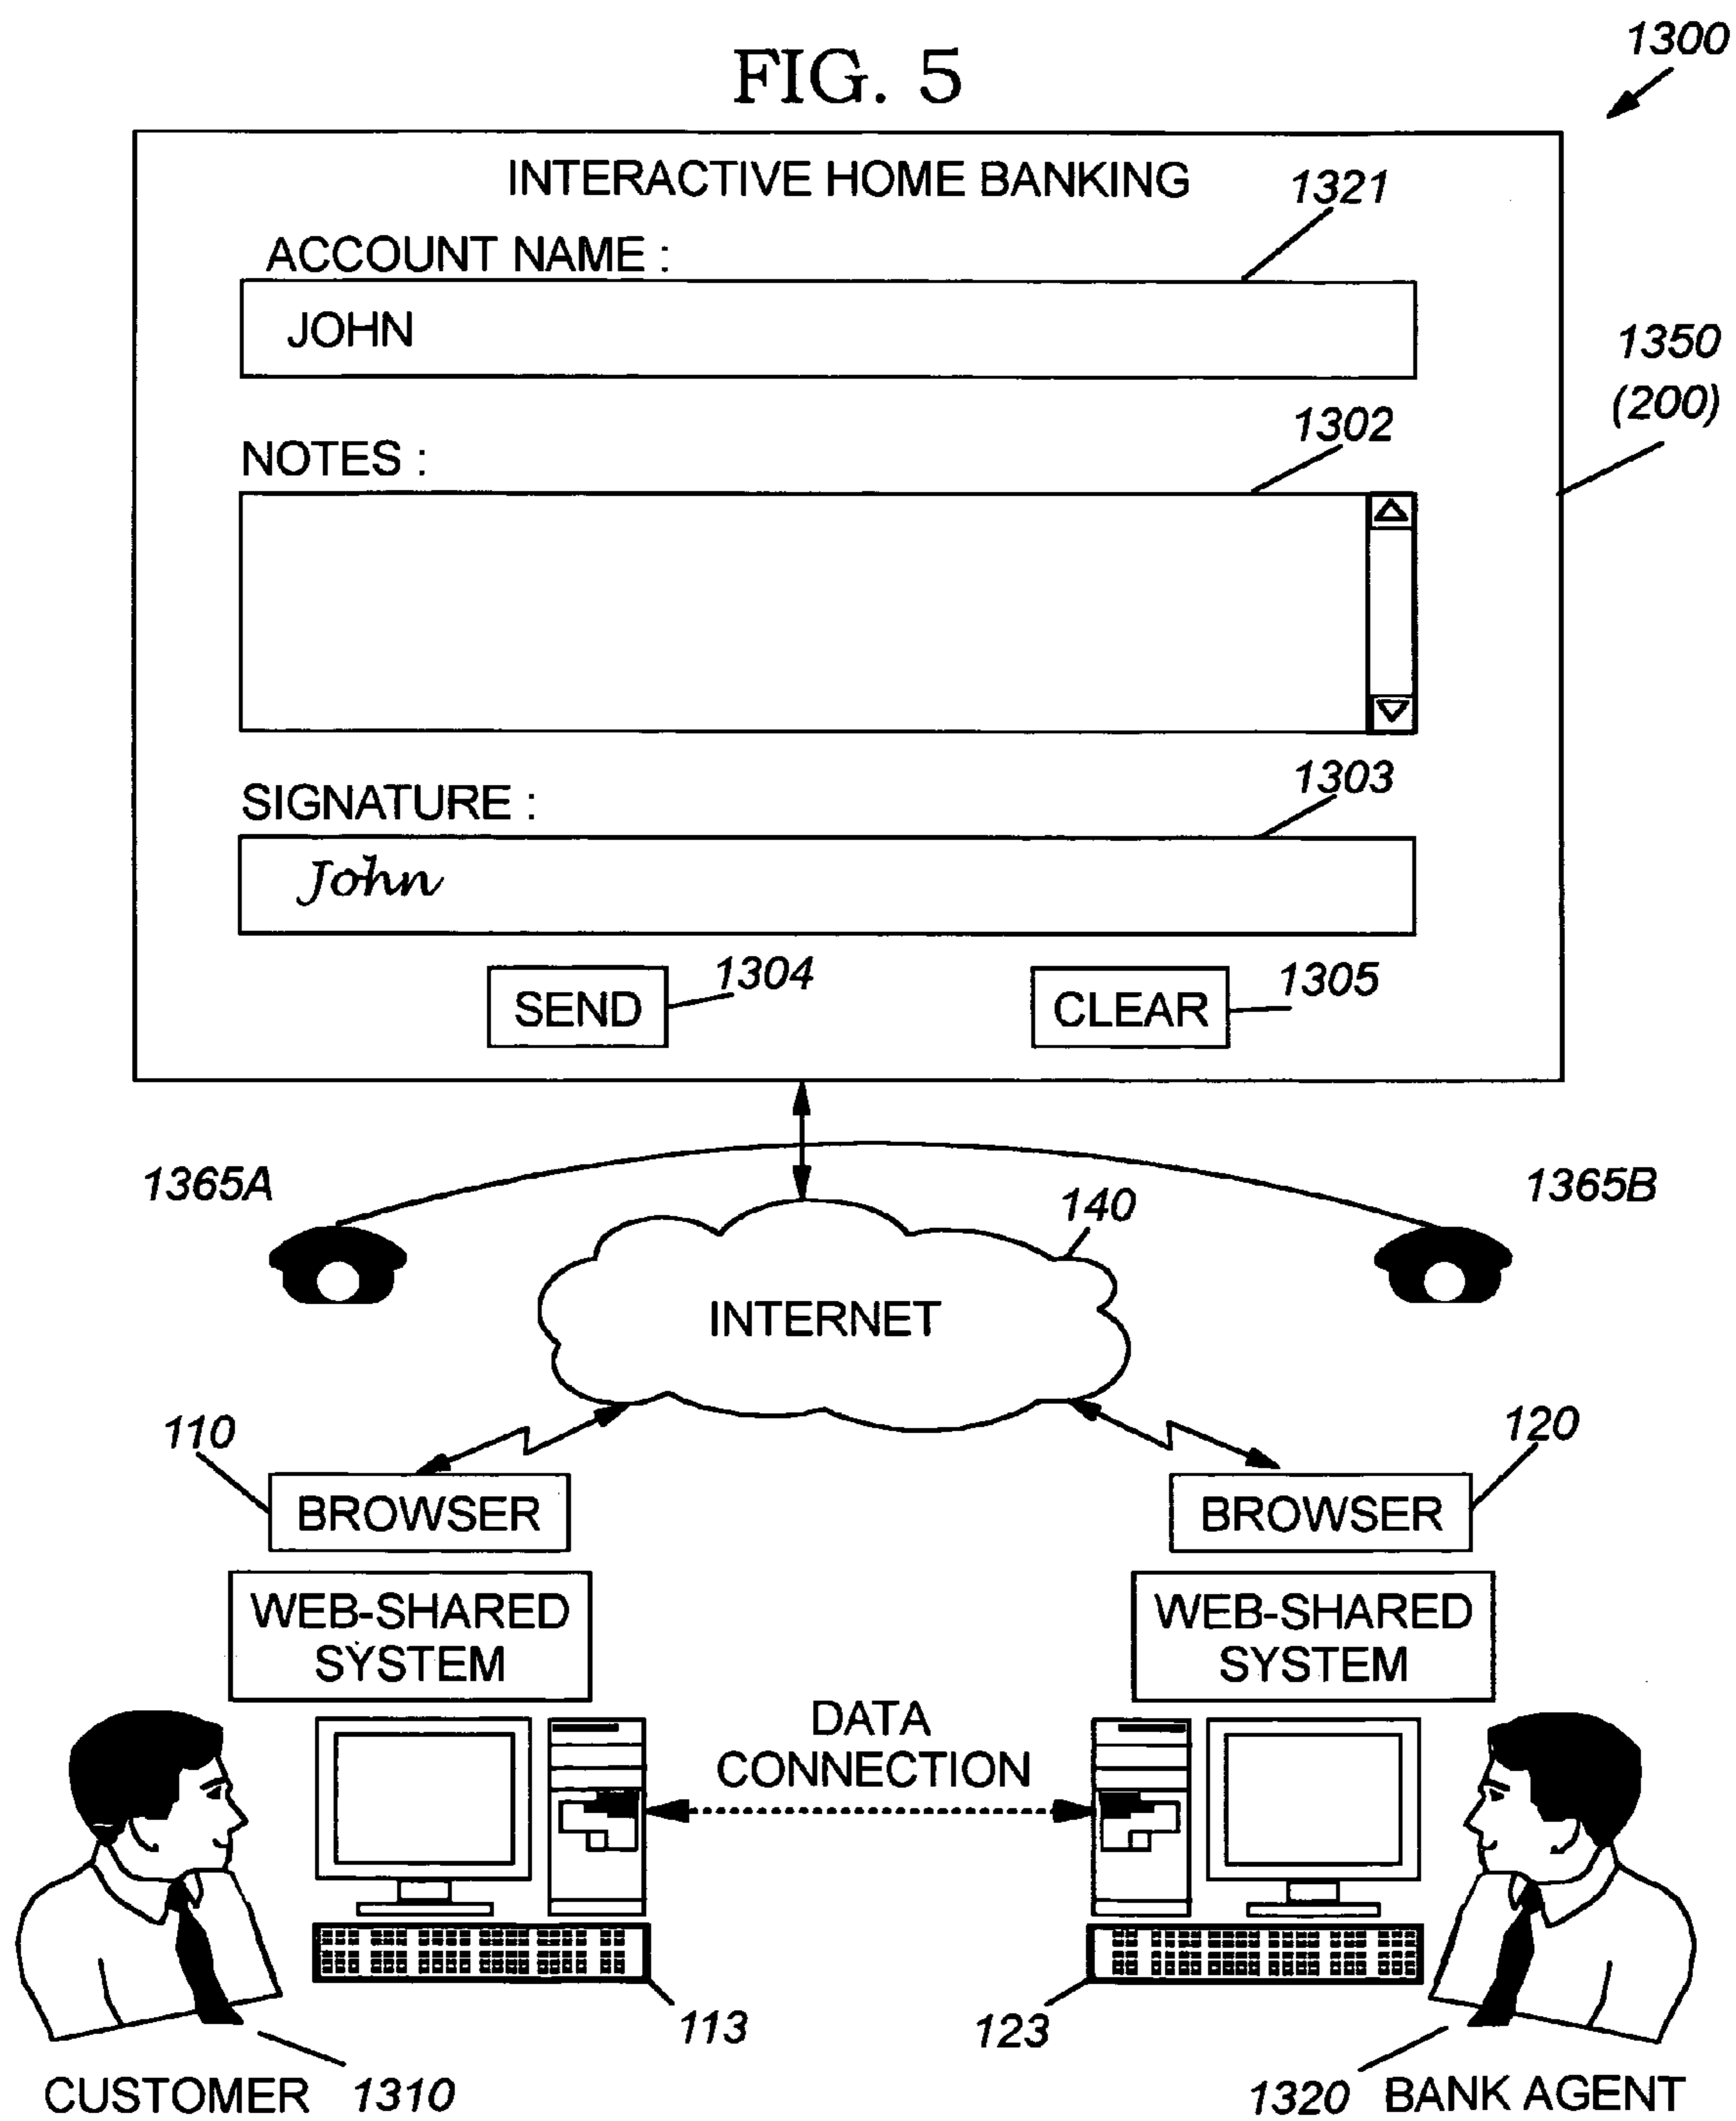 FIG. 5
1300
INTERACTIVE HOME BANKING
1321
ACCOUNT NAME :
JOHN
1350
(200)
1302
NOTES :
1303
SIGNATURE :
John
SEND
1304
CLEAR
1305
1365A
1365B
140
INTERNET
110
120
BROWSER
BROWSER
WEB-SHARED
SYSTEM
WEB-SHARED
SYSTEM
DATA
CONNECTION
113
123
CUSTOMER 1310
1320 BANK AGENT